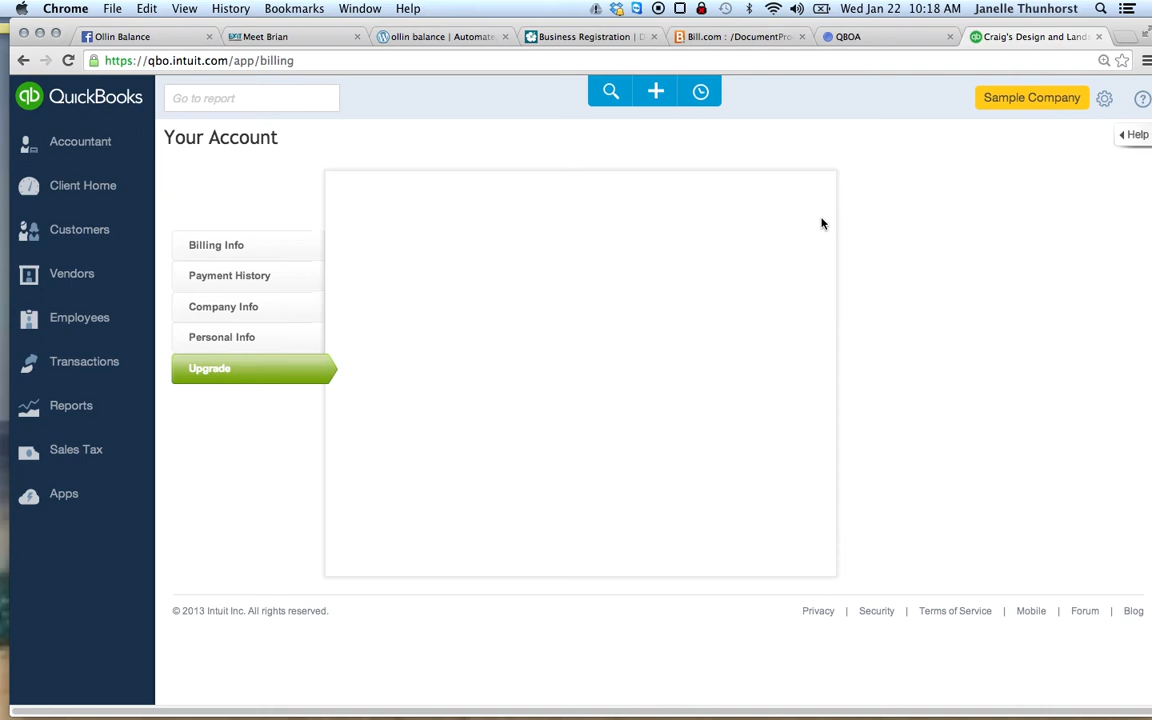 Chrome File Edit View History Bookmarks Window Help Wed Jan 22 10:18 AM Janelle Thunhorst
Ollin Balance Meet Brian ollin balance | Automate Business Registration | D Bill.com : /DocumentPro QBOA Craig's Design and Land
https://qbo.intuit.com/app/billing
qb QuickBooks
Go to report
Sample Company
Help
Your Account
Accountant
Client Home
Customers
Vendors
Employees
Transactions
Reports
Sales Tax
Apps
Billing Info
Payment History
Company Info
Personal Info
Upgrade
© 2013 Intuit Inc. All rights reserved.
Privacy | Security | Terms of Service | Mobile | Forum | Blog